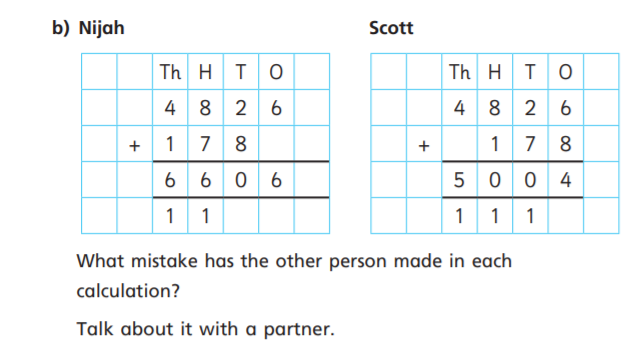 b) Nijah Scott
Th H T O Th H T O
4 8 2 6 4 8 2 6
+ 1 7 8 + 1 7 8
6 6 0 6 5 0 0 4
1 1 1 1 1
What mistake has the other person made in each
calculation?
Talk about it with a partner.